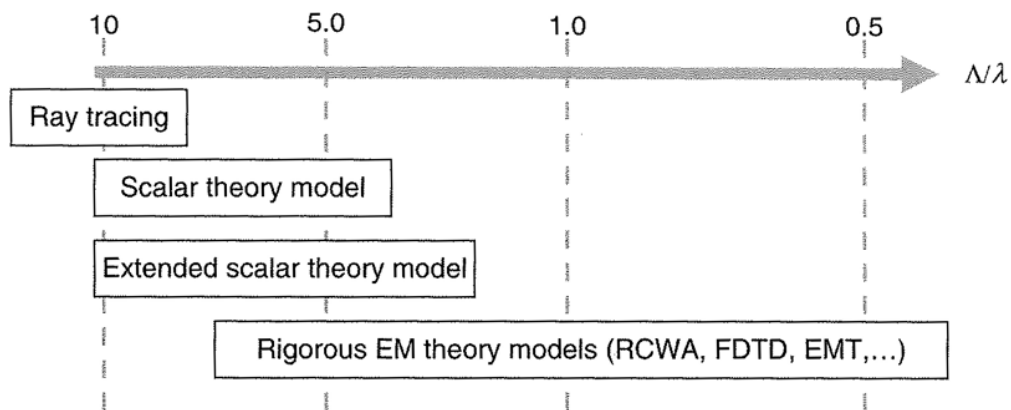 10 5.0 1.0 0.5
Λ/λ
Ray tracing
Scalar theory model
Extended scalar theory model
Rigorous EM theory models (RCWA, FDTD, EMT,...)